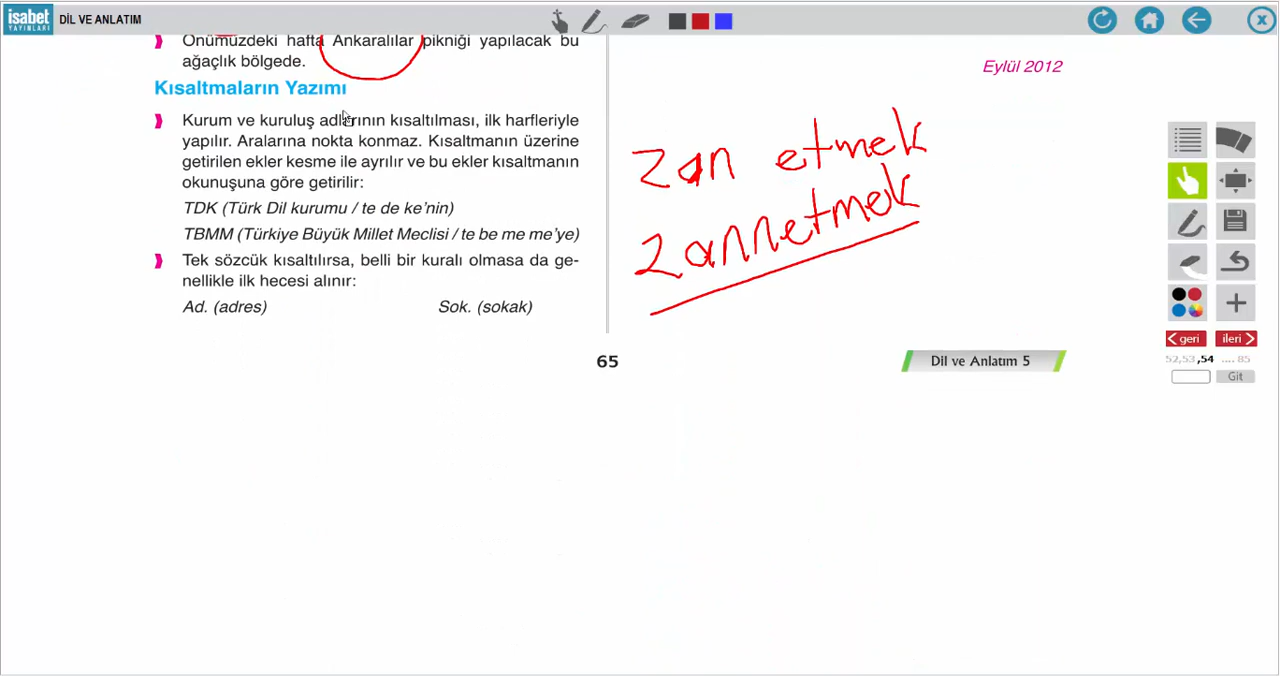 isabet
YAYINLARI
DİL VE ANLATIM
Önümüzdeki hafta Ankaralılar pikniği yapılacak bu
ağaçlık bölgede.
Kısaltmaların Yazımı
Kurum ve kuruluş adlarının kısaltılması, ilk harfleriyle
yapılır. Aralarına nokta konmaz. Kısaltmanın üzerine
getirilen ekler kesme ile ayrılır ve bu ekler kısaltmanın
okunuşuna göre getirilir:
TDK (Türk Dil kurumu / te de ke'nin)
TBMM (Türkiye Büyük Millet Meclisi / te be me me'ye)
Tek sözcük kısaltılırsa, belli bir kuralı olmasa da ge-
nellikle ilk hecesi alınır:
Ad. (adres) Sok. (sokak)
65
Eylül 2012
zan etmek
zannetmek
Dil ve Anlatım 5
geri ileri
52,53,54 .... 85
Git